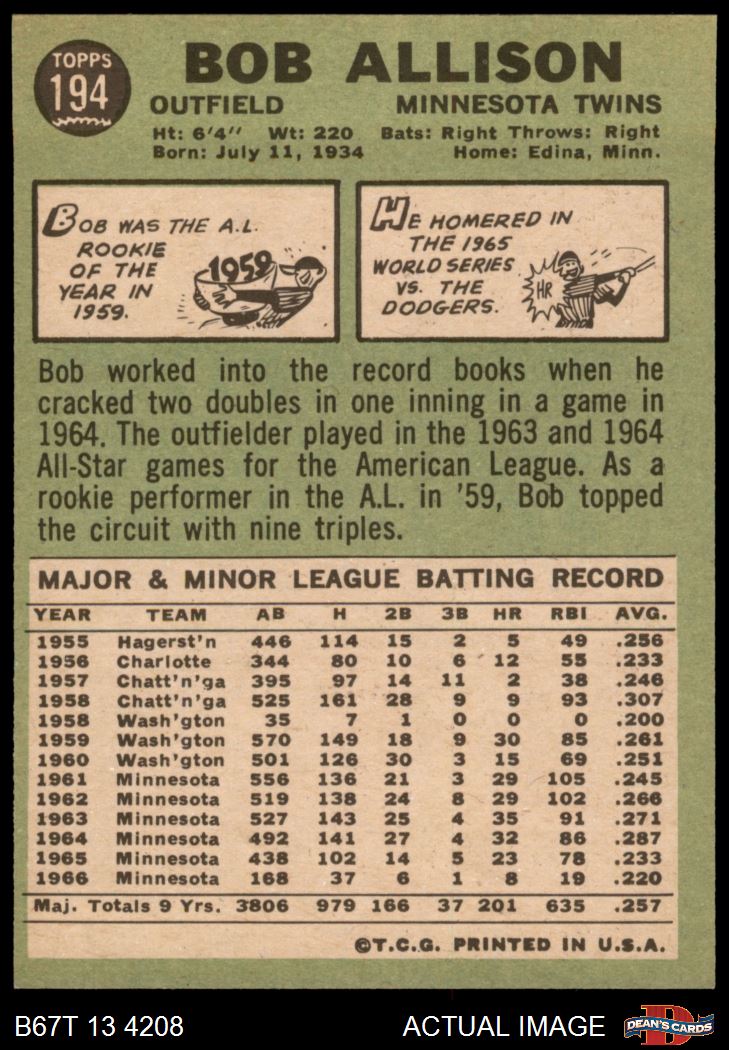 TOPPS
194
BOB ALLISON
OUTFIELD MINNESOTA TWINS
Ht: 6'4" Wt: 220 Bats: Right Throws: Right
Born: July 11, 1934 Home: Edina, Minn.
BOB WAS THE A.L.
ROOKIE
OF THE
YEAR IN
1959.
1959
HE HOMERED IN
THE 1965
WORLD SERIES
VS. THE
DODGERS.
HR
Bob worked into the record books when he
cracked two doubles in one inning in a game in
1964. The outfielder played in the 1963 and 1964
All-Star games for the American League. As a
rookie performer in the A.L. in '59, Bob topped
the circuit with nine triples.
MAJOR & MINOR LEAGUE BATTING RECORD
YEAR TEAM AB H 2B 3B HR RBI AVG.
1955 Hagerst'n 446 114 15 2 5 49 .256
1956 Charlotte 344 80 10 6 12 55 .233
1957 Chatt'n'ga 395 97 14 11 2 38 .246
1958 Chatt'n'ga 525 161 28 9 9 93 .307
1958 Wash'gton 35 7 1 0 0 0 .200
1959 Wash'gton 570 149 18 9 30 85 .261
1960 Wash'gton 501 126 30 3 15 69 .251
1961 Minnesota 556 136 21 3 29 105 .245
1962 Minnesota 519 138 24 8 29 102 .266
1963 Minnesota 527 143 25 4 35 91 .271
1964 Minnesota 492 141 27 4 32 86 .287
1965 Minnesota 438 102 14 5 23 78 .233
1966 Minnesota 168 37 6 1 8 19 .220
Maj. Totals 9 Yrs. 3806 979 166 37 201 635 .257
©T.C.G. PRINTED IN U.S.A.
B67T 13 4208 ACTUAL IMAGE DEAN'S CARDS